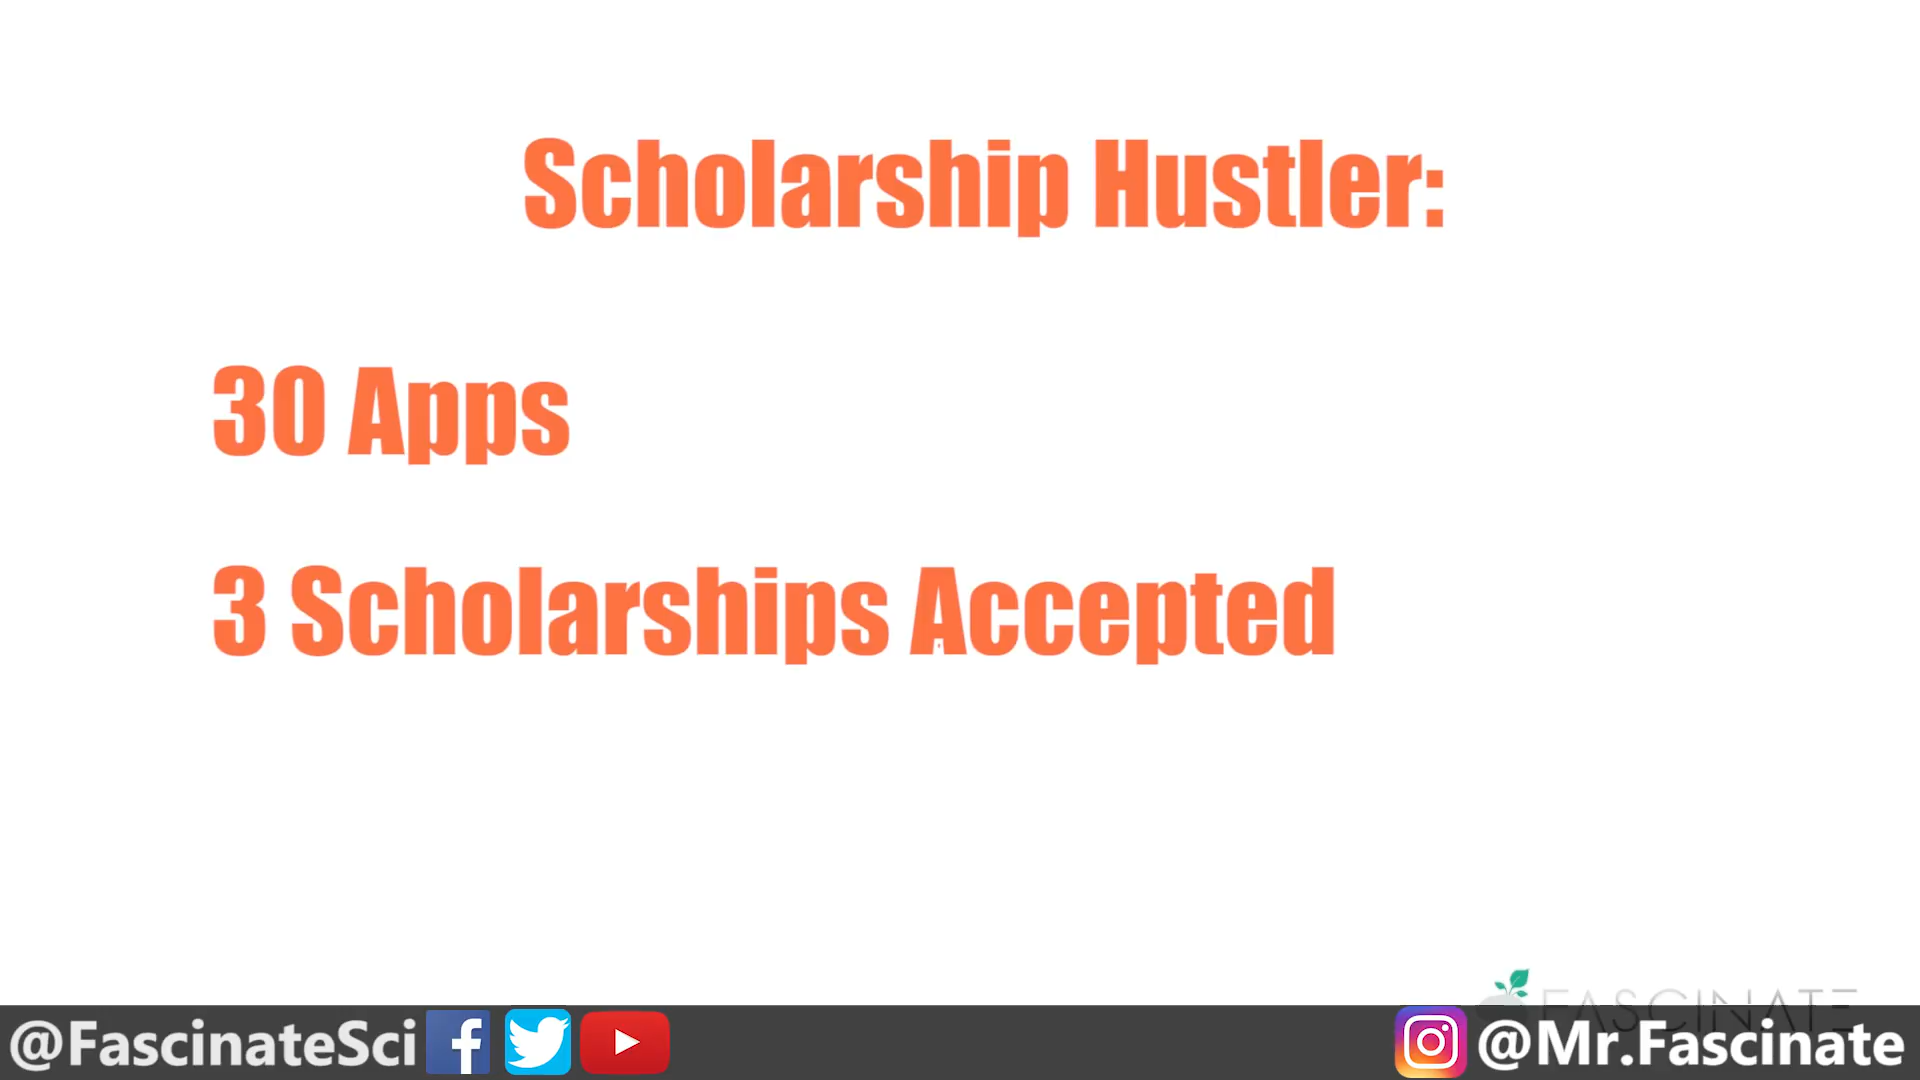 Scholarship Hustler:
30 Apps
3 Scholarships Accepted
FASCINATE
@FascinateSci
@Mr.Fascinate